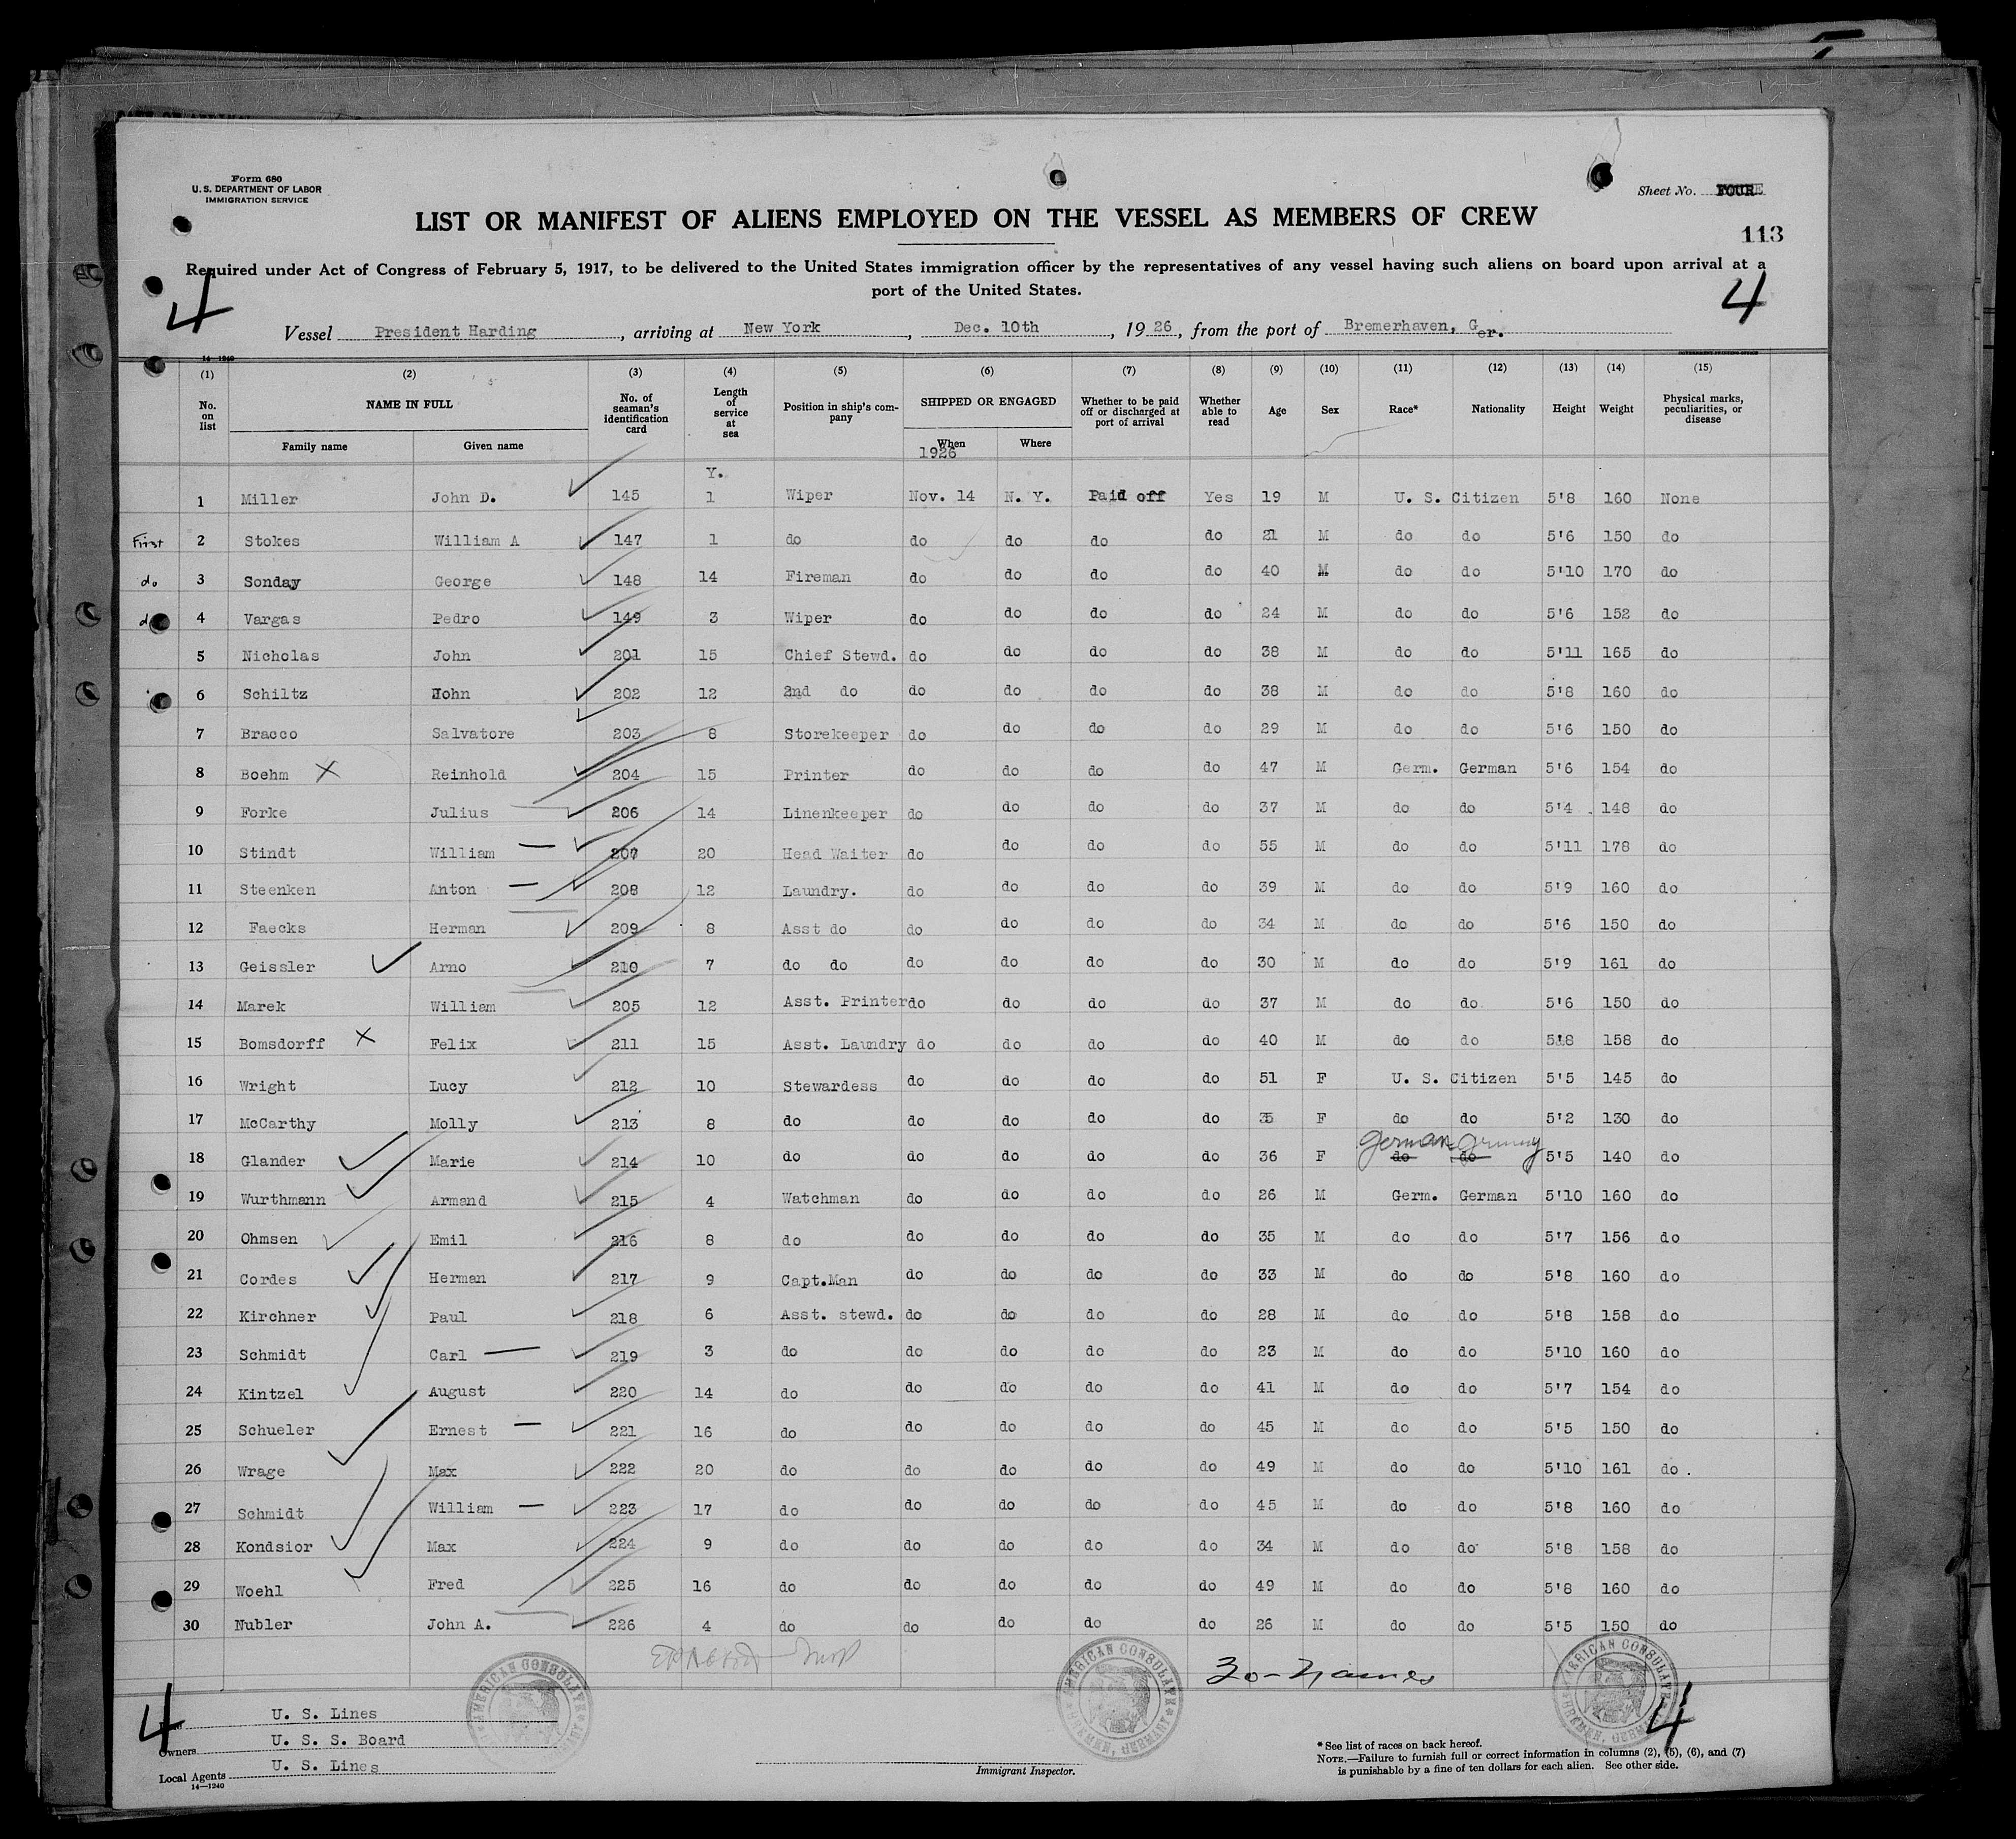 Form 680
U. S. DEPARTMENT OF LABOR
IMMIGRATION SERVICE
Sheet No. FOUR
LIST OR MANIFEST OF ALIENS EMPLOYED ON THE VESSEL AS MEMBERS OF CREW
113
Required under Act of Congress of February 5, 1917, to be delivered to the United States immigration officer by the representatives of any vessel having such aliens on board upon arrival at a
port of the United States.
4 4
Vessel President Harding, arriving at New York, Dec. 10th, 1926, from the port of Bremerhaven, Ger.
14—1240 GOVERNMENT PRINTING OFFICE
(1) (2) (3) (4) (5) (6) (7) (8) (9) (10) (11) (12) (13) (14) (15)
No. on list NAME IN FULL No. of seaman's identification card Length of service at sea Position in ship's company SHIPPED OR ENGAGED Whether to be paid off or discharged at port of arrival Whether able to read Age Sex Race* Nationality Height Weight Physical marks, peculiarities, or disease
Family name Given name When Where
1926
Y.
1 Miller John D. 145 1 Wiper Nov. 14 N. Y. Paid off Yes 19 M U. S. Citizen 5'8 160 None
First 2 Stokes William A 147 1 do do do do do 21 M do do 5'6 150 do
do 3 Sonday George 148 14 Fireman do do do do 40 M do do 5'10 170 do
4 Vargas Pedro 149 3 Wiper do do do do 24 M do do 5'6 152 do
5 Nicholas John 201 15 Chief Stewd. do do do do 38 M do do 5'11 165 do
6 Schiltz John 202 12 2nd do do do do do 38 M do do 5'8 160 do
7 Bracco Salvatore 203 8 Storekeeper do do do do 29 M do do 5'6 150 do
8 Boehm X Reinhold 204 15 Printer do do do do 47 M Germ. German 5'6 154 do
9 Forke Julius 206 14 Linenkeeper do do do do 37 M do do 5'4 148 do
10 Stindt William 207 20 Head Waiter do do do do 55 M do do 5'11 178 do
11 Steenken Anton 208 12 Laundry. do do do do 39 M do do 5'9 160 do
12 Faecks Herman 209 8 Asst do do do do do 34 M do do 5'6 150 do
13 Geissler Arno 210 7 do do do do do do 30 M do do 5'9 161 do
14 Marek William 205 12 Asst. Printer do do do do 37 M do do 5'6 150 do
15 Bomsdorff X Felix 211 15 Asst. Laundry do do do do 40 M do do 5'8 158 do
16 Wright Lucy 212 10 Stewardess do do do do 51 F U. S. Citizen 5'5 145 do
17 McCarthy Molly 213 8 do do do do do 35 F do do 5'2 130 do
german Germany
18 Glander Marie 214 10 do do do do do 36 F do do 5'5 140 do
19 Wurthmann Armand 215 4 Watchman do do do do 26 M Germ. German 5'10 160 do
20 Ohmsen Emil 216 8 do do do do do 35 M do do 5'7 156 do
21 Cordes Herman 217 9 Capt.Man do do do do 33 M do do 5'8 160 do
22 Kirchner Paul 218 6 Asst. stewd. do do do do 28 M do do 5'8 158 do
23 Schmidt Carl 219 3 do do do do do 23 M do do 5'10 160 do
24 Kintzel August 220 14 do do do do do 41 M do do 5'7 154 do
25 Schueler Ernest 221 16 do do do do do 45 M do do 5'5 150 do
26 Wrage Max 222 20 do do do do do 49 M do do 5'10 161 do.
27 Schmidt William 223 17 do do do do do 45 M do do 5'8 160 do
28 Kondsior Max 224 9 do do do do do 34 M do do 5'8 158 do
29 Woehl Fred 225 16 do do do do do 49 M do do 5'8 160 do
30 Nubler John A. 226 4 do do do do do 26 M do do 5'5 150 do
30 - Names
AMERICAN CONSULATE
AMERICAN CONSULATE BREMEN, GERMANY
AMERICAN CONSULATE BREMEN, GERMANY
4 4
U. S. Lines
Owners U. S. S. Board
Local Agents U. S. Lines
14—1240
Immigrant Inspector.
* See list of races on back hereof.
NOTE.—Failure to furnish full or correct information in columns (2), (5), (6), and (7)
is punishable by a fine of ten dollars for each alien. See other side.